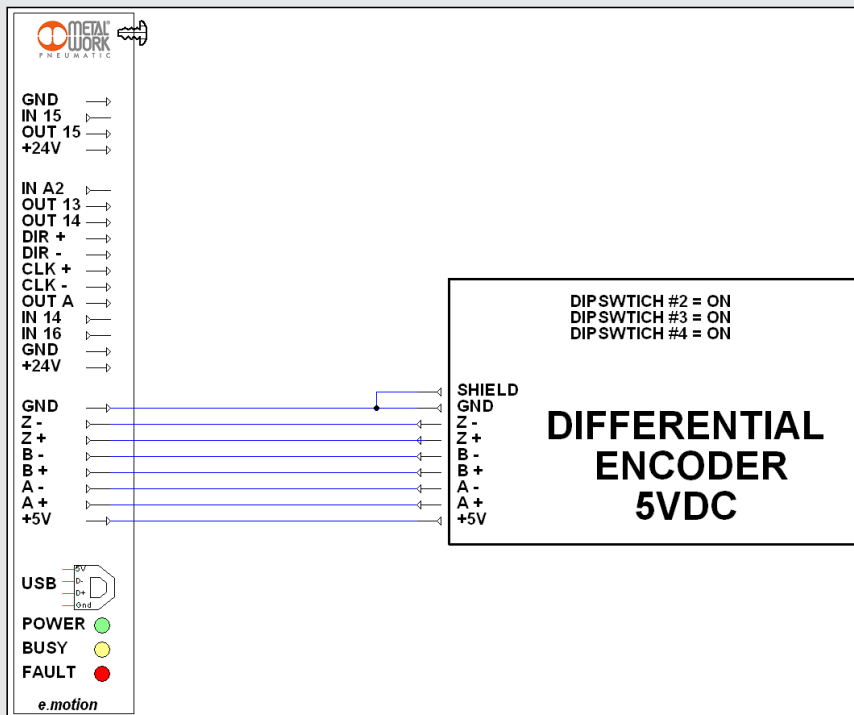 METAL
WORK
PNEUMATIC
GND
IN 15
OUT 15
+24V
IN A2
OUT 13
OUT 14
DIR +
DIR -
CLK +
CLK -
OUT A
IN 14
IN 16
GND
+24V
GND
Z -
Z +
B -
B +
A -
A +
+5V
USB
5V
D-
D+
Gnd
POWER
BUSY
FAULT
e.motion
DIPSWTICH #2 = ON
DIPSWTICH #3 = ON
DIPSWTICH #4 = ON
SHIELD
GND
Z -
Z +
B -
B +
A -
A +
+5V
DIFFERENTIAL
ENCODER
5VDC